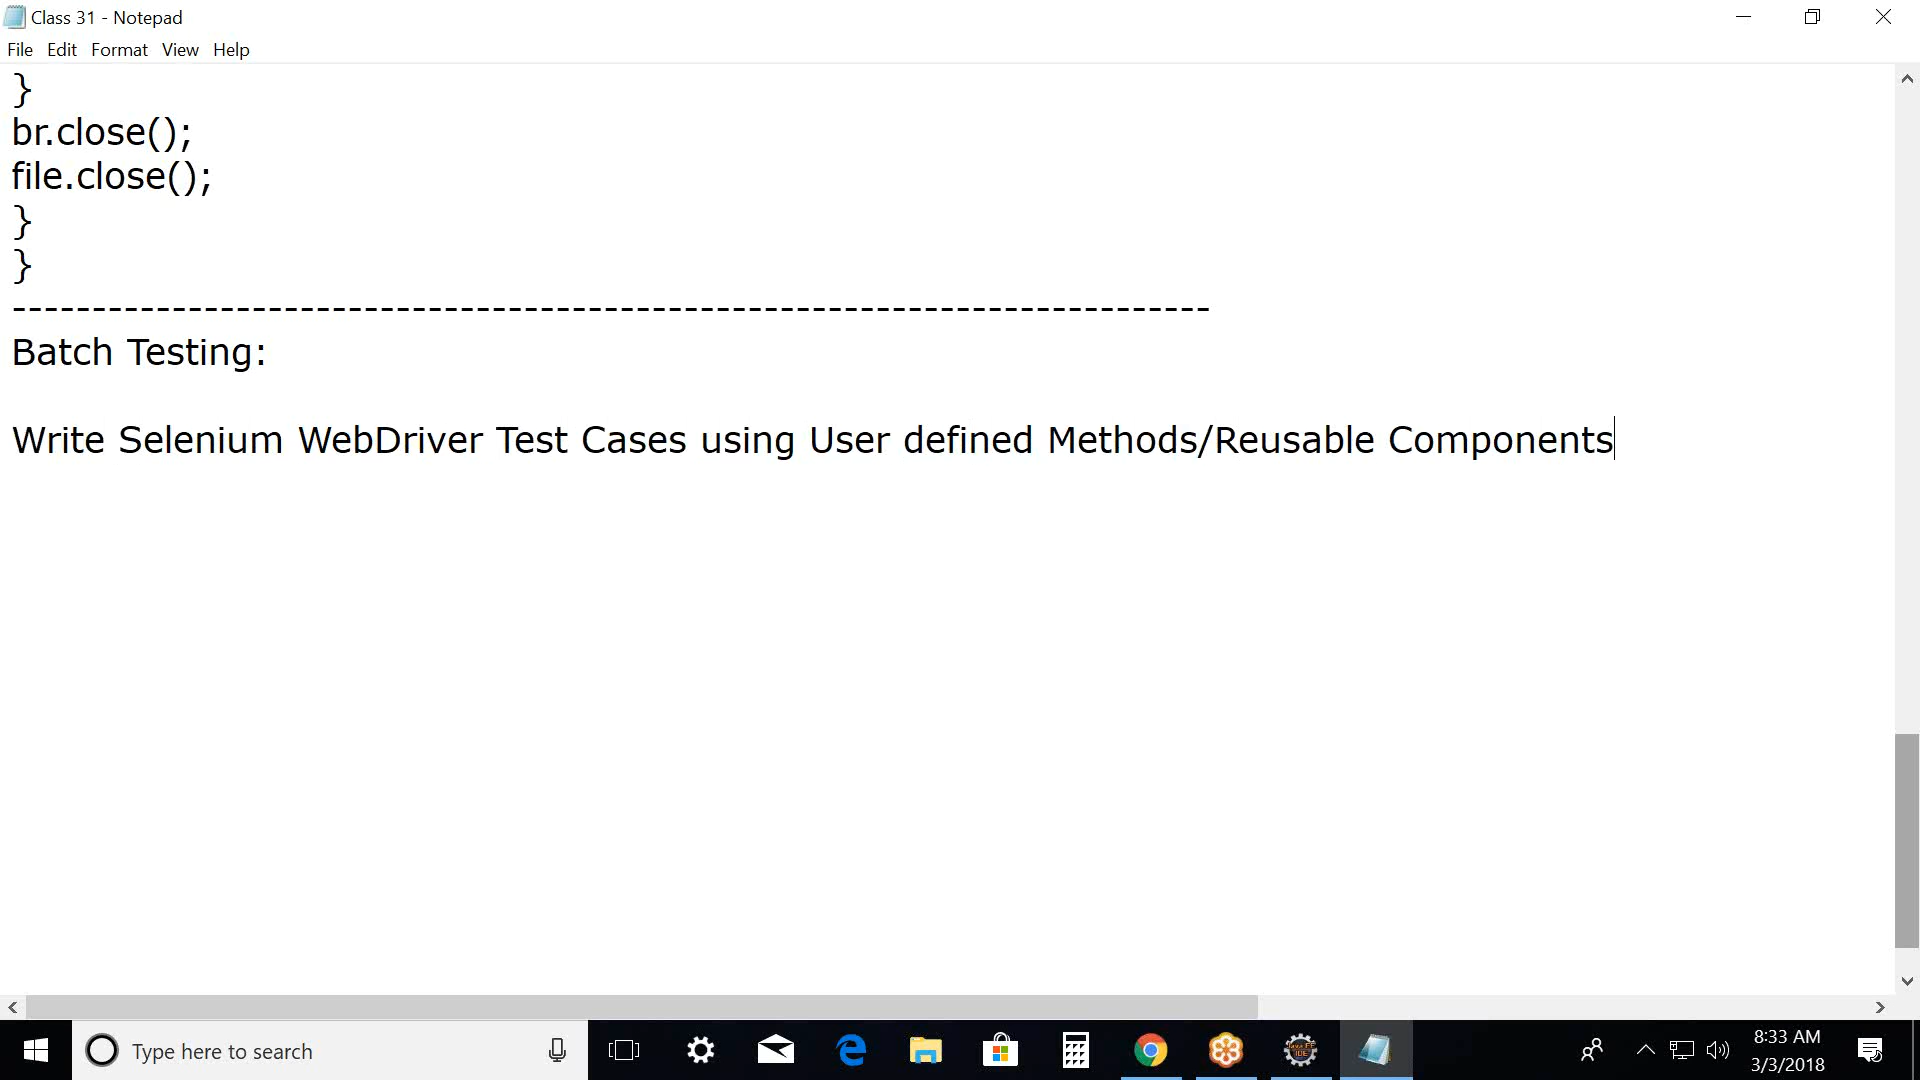 Class 31 - Notepad
File Edit Format View Help
}
br.close();
file.close();
}
}
---------------------------------------------------------------------------
Batch Testing:
Write Selenium WebDriver Test Cases using User defined Methods/Reusable Components
Type here to search
8:33 AM
3/3/2018